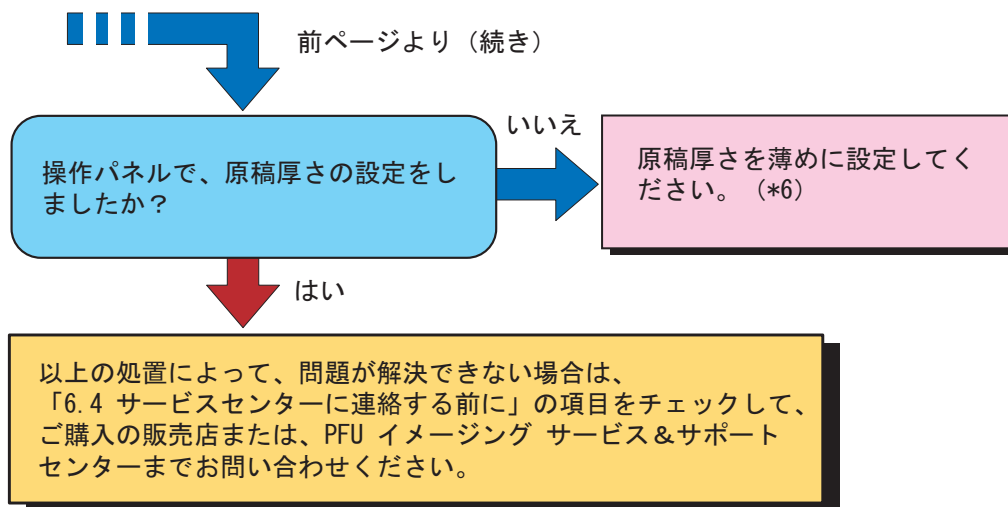 前ページより（続き）
操作パネルで、原稿厚さの設定をし
ましたか？
いいえ
原稿厚さを薄めに設定してく
ださい。（*6）
はい
以上の処置によって、問題が解決できない場合は、
「6.4 サービスセンターに連絡する前に」の項目をチェックして、
ご購入の販売店または、PFU イメージング サービス＆サポート
センターまでお問い合わせください。